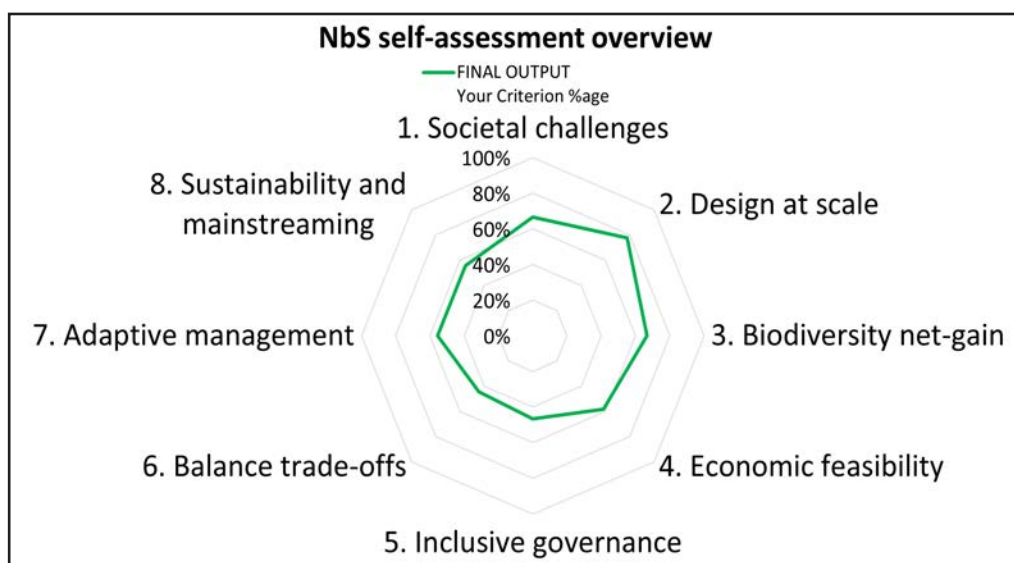 NbS self-assessment overview
FINAL OUTPUT
Your Criterion %age
1. Societal challenges
100%
80%
60%
40%
20%
0%
2. Design at scale
3. Biodiversity net-gain
4. Economic feasibility
5. Inclusive governance
6. Balance trade-offs
7. Adaptive management
8. Sustainability and
mainstreaming